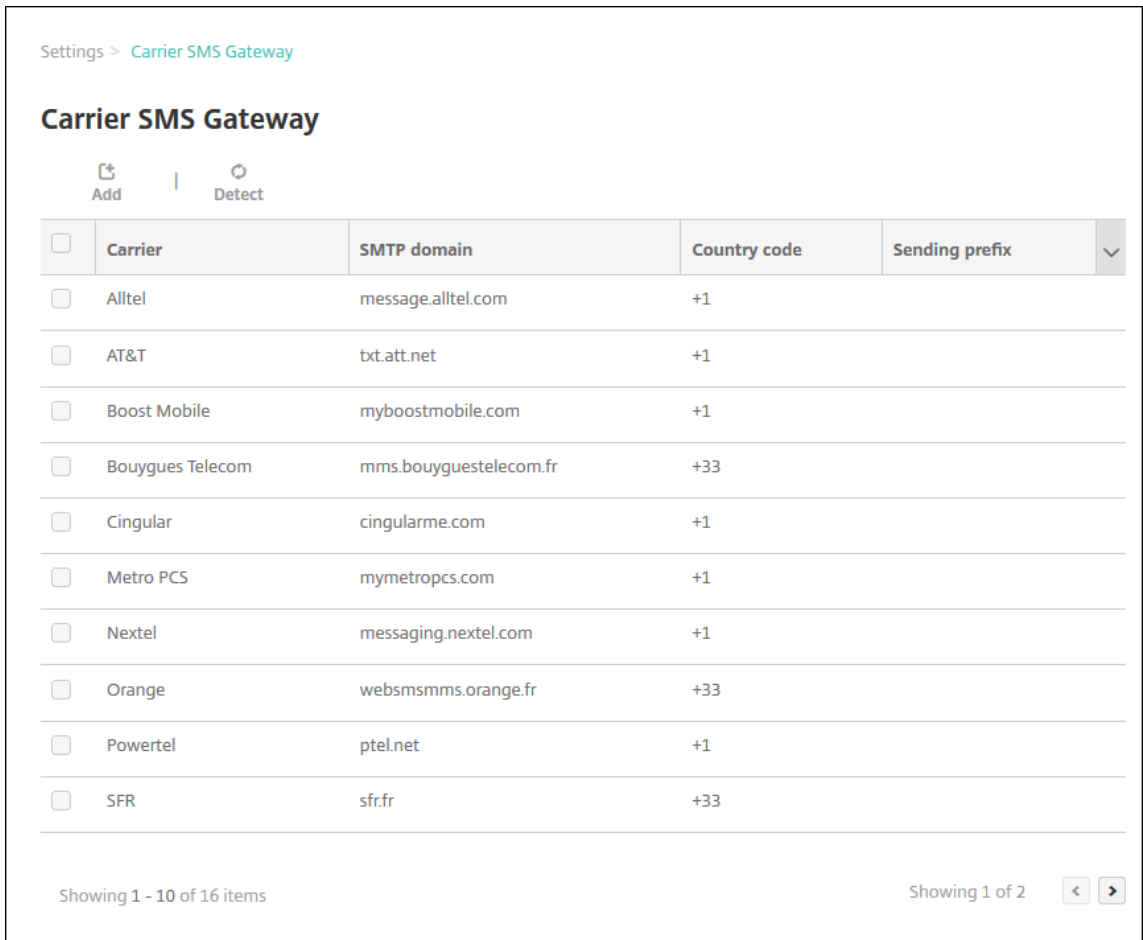 Settings > Carrier SMS Gateway
Carrier SMS Gateway
Add | Detect
Carrier SMTP domain Country code Sending prefix
Alltel message.alltel.com +1
AT&T txt.att.net +1
Boost Mobile myboostmobile.com +1
Bouygues Telecom mms.bouyguestelecom.fr +33
Cingular cingularme.com +1
Metro PCS mymetropcs.com +1
Nextel messaging.nextel.com +1
Orange websmsmms.orange.fr +33
Powertel ptel.net +1
SFR sfr.fr +33
Showing 1 - 10 of 16 items Showing 1 of 2 < >